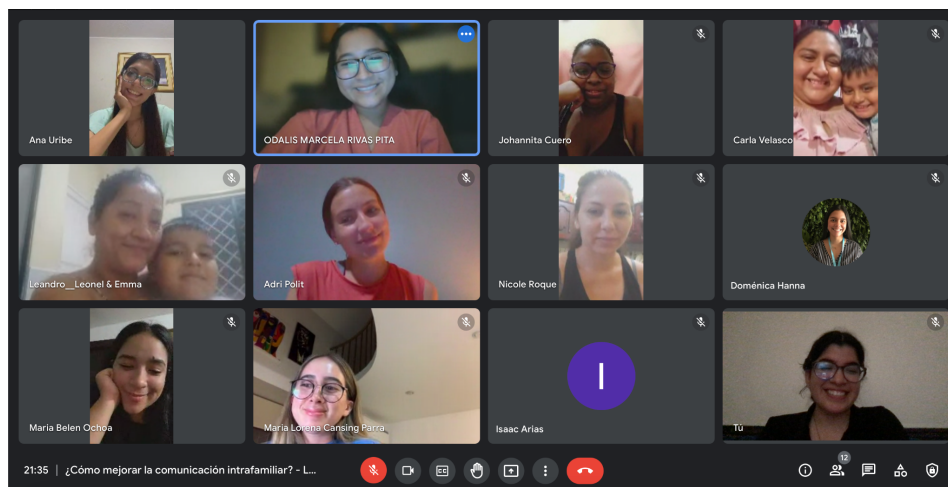 Ana Uribe
ODALIS MARCELA RIVAS PITA
Johannita Cuero
Carla Velasco
Leandro__Leonel & Emma
Adri Polit
Nicole Roque
Doménica Hanna
Maria Belen Ochoa
Maria Lorena Cansing Parra
I
Isaac Arias
Tú
21:35 | ¿Cómo mejorar la comunicación intrafamiliar? - L...
CC
12